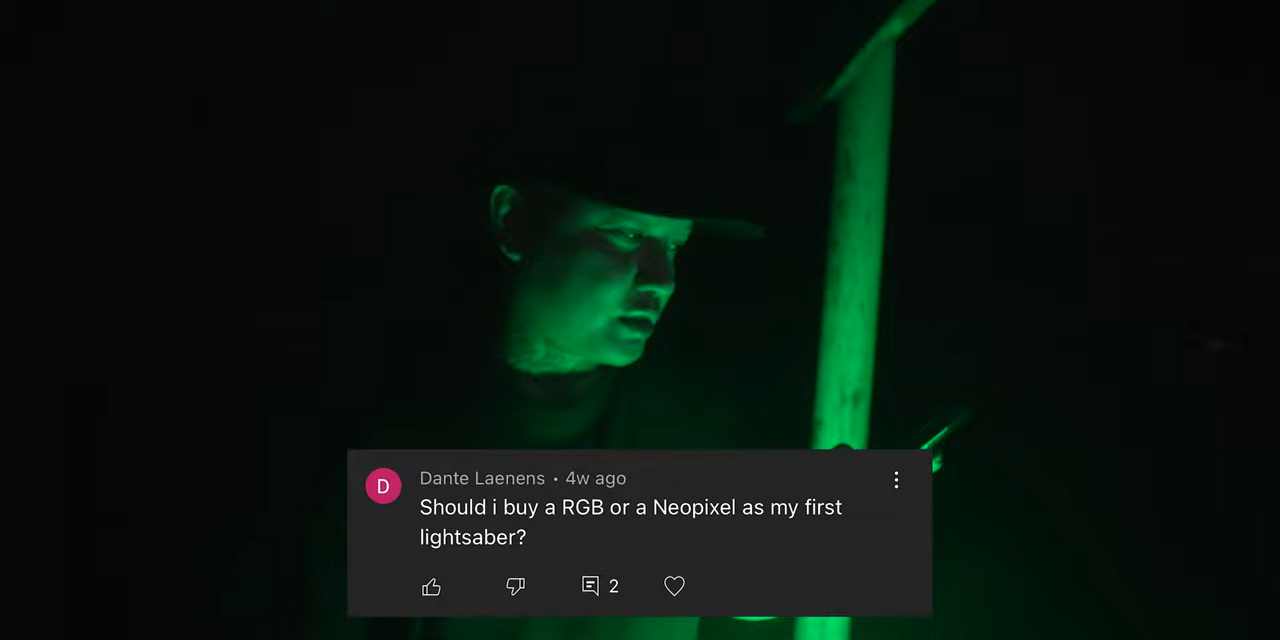 D
Dante Laenens • 4w ago
Should i buy a RGB or a Neopixel as my first
lightsaber?
2